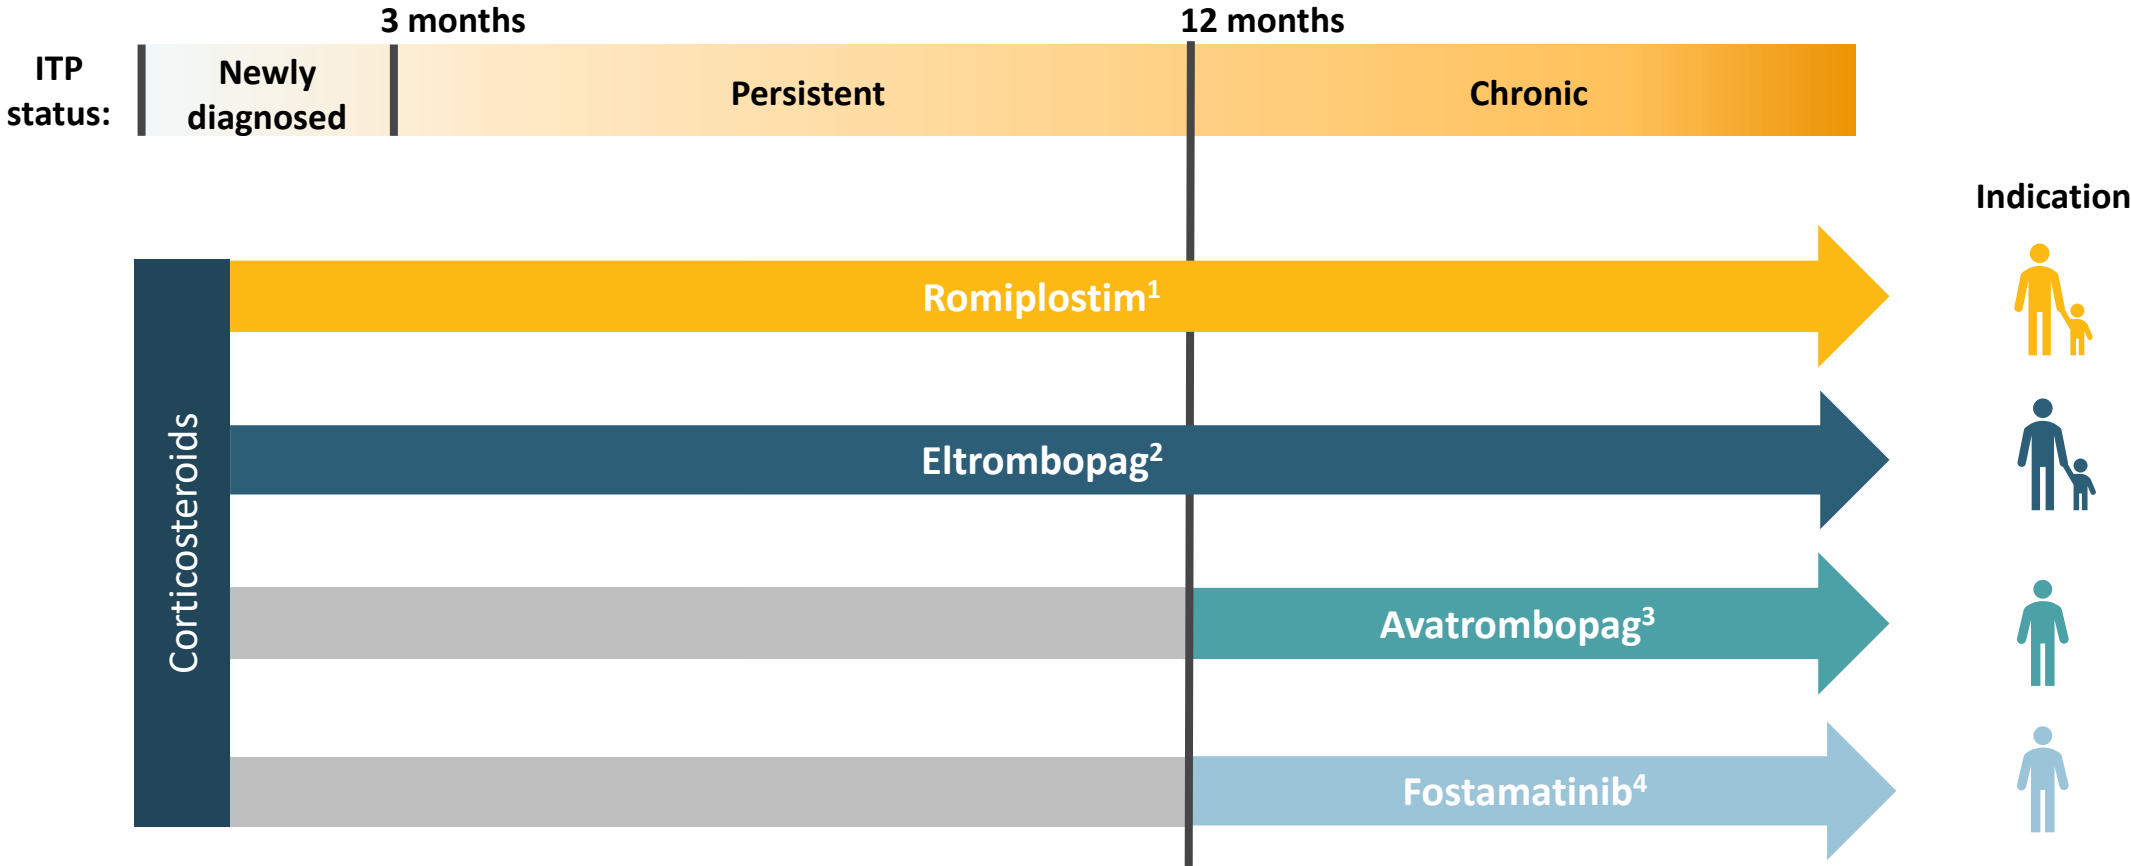 3 months
12 months
ITP
status:
Newly
diagnosed
Persistent
Chronic
Indication
Corticosteroids
Romiplostim¹
Eltrombopag²
Avatrombopag³
Fostamatinib⁴